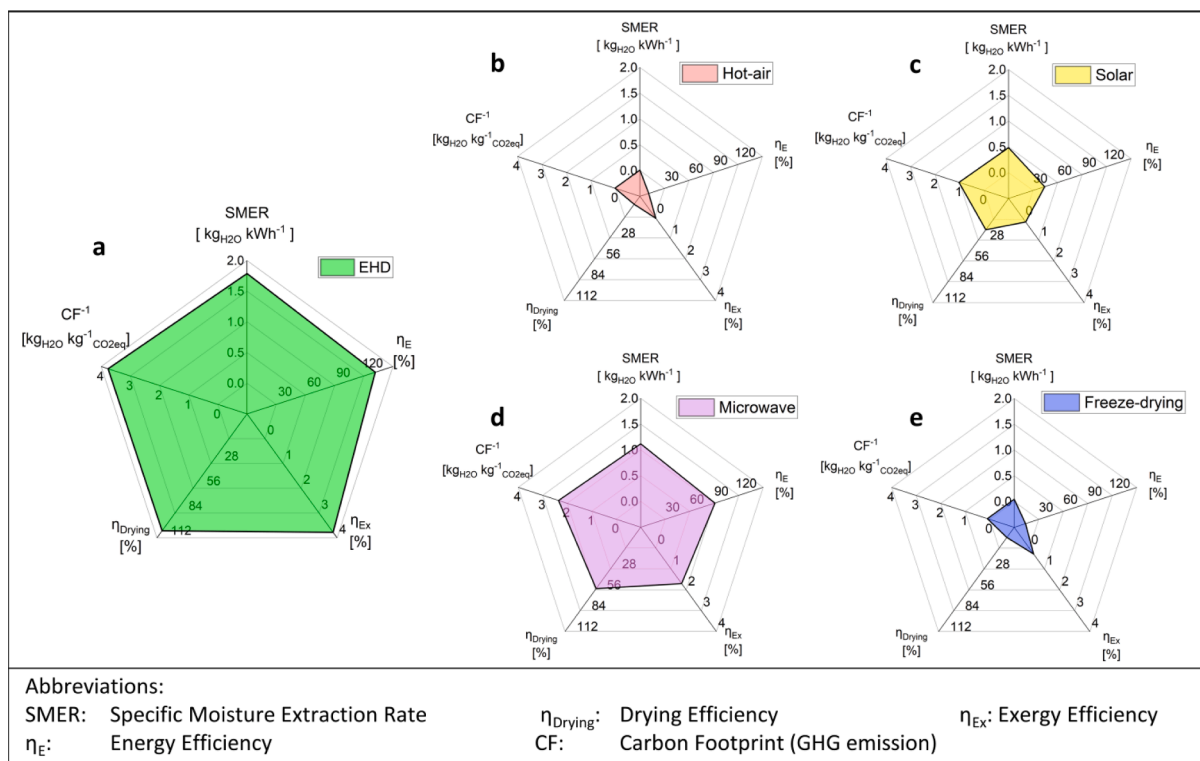 a
SMER
[ kgH2O kWh-1 ]
EHD
2.0
1.5
1.0
0.5
0.0
CF-1
[kgH2O kg-1CO2eq]
4
3
2
1
0
ηE
[%]
30
60
90
120
ηDrying
[%]
28
56
84
112
ηEx
[%]
0
1
2
3
4
b
SMER
[ kgH2O kWh-1 ]
Hot-air
2.0
1.5
1.0
0.5
0.0
CF-1
[kgH2O kg-1CO2eq]
4
3
2
1
0
ηE
[%]
30
60
90
120
ηDrying
[%]
28
56
84
112
ηEx
[%]
0
1
2
3
4
c
SMER
[ kgH2O kWh-1 ]
Solar
2.0
1.5
1.0
0.5
0.0
CF-1
[kgH2O kg-1CO2eq]
4
3
2
1
0
ηE
[%]
30
60
90
120
ηDrying
[%]
28
56
84
112
ηEx
[%]
0
1
2
3
4
d
SMER
[ kgH2O kWh-1 ]
Microwave
2.0
1.5
1.0
0.5
0.0
CF-1
[kgH2O kg-1CO2eq]
4
3
2
1
0
ηE
[%]
30
60
90
120
ηDrying
[%]
28
56
84
112
ηEx
[%]
0
1
2
3
4
e
SMER
[ kgH2O kWh-1 ]
Freeze-drying
2.0
1.5
1.0
0.5
0.0
CF-1
[kgH2O kg-1CO2eq]
4
3
2
1
0
ηE
[%]
30
60
90
120
ηDrying
[%]
28
56
84
112
ηEx
[%]
0
1
2
3
4
Abbreviations:
SMER: Specific Moisture Extraction Rate ηDrying: Drying Efficiency ηEx: Exergy Efficiency
ηE: Energy Efficiency CF: Carbon Footprint (GHG emission)